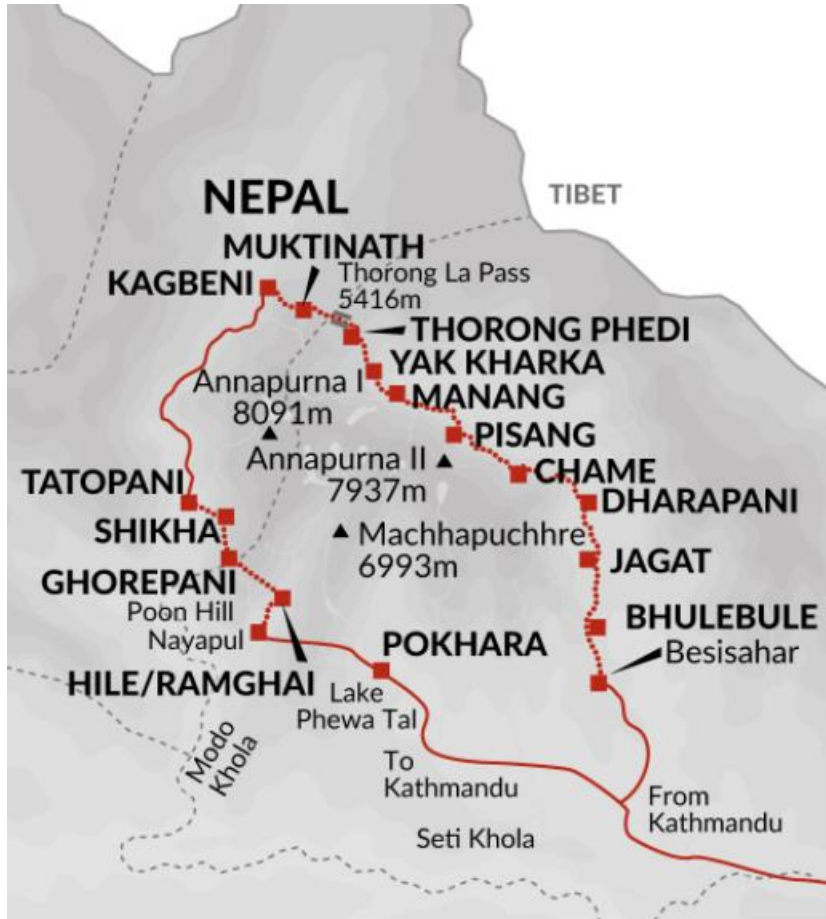 TIBET
NEPAL
MUKTINATH
Thorong La Pass
5416m
KAGBENI
THORONG PHEDI
YAK KHARKA
Annapurna I
8091m
MANANG
PISANG
Annapurna II
7937m
CHAME
TATOPANI
DHARAPANI
SHIKHA
Machhapuchhre
6993m
JAGAT
GHOREPANI
Poon Hill
Nayapul
BHULEBULE
Besisahar
POKHARA
HILE/RAMGHAI
Lake
Phewa Tal
Modo
Khola
To
Kathmandu
From
Kathmandu
Seti Khola